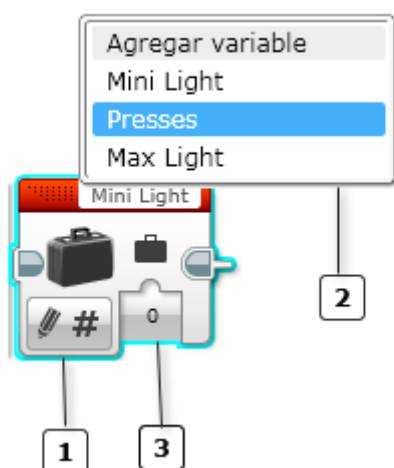 Agregar variable
Mini Light
Presses
Max Light
Mini Light
#
0
2
1
3